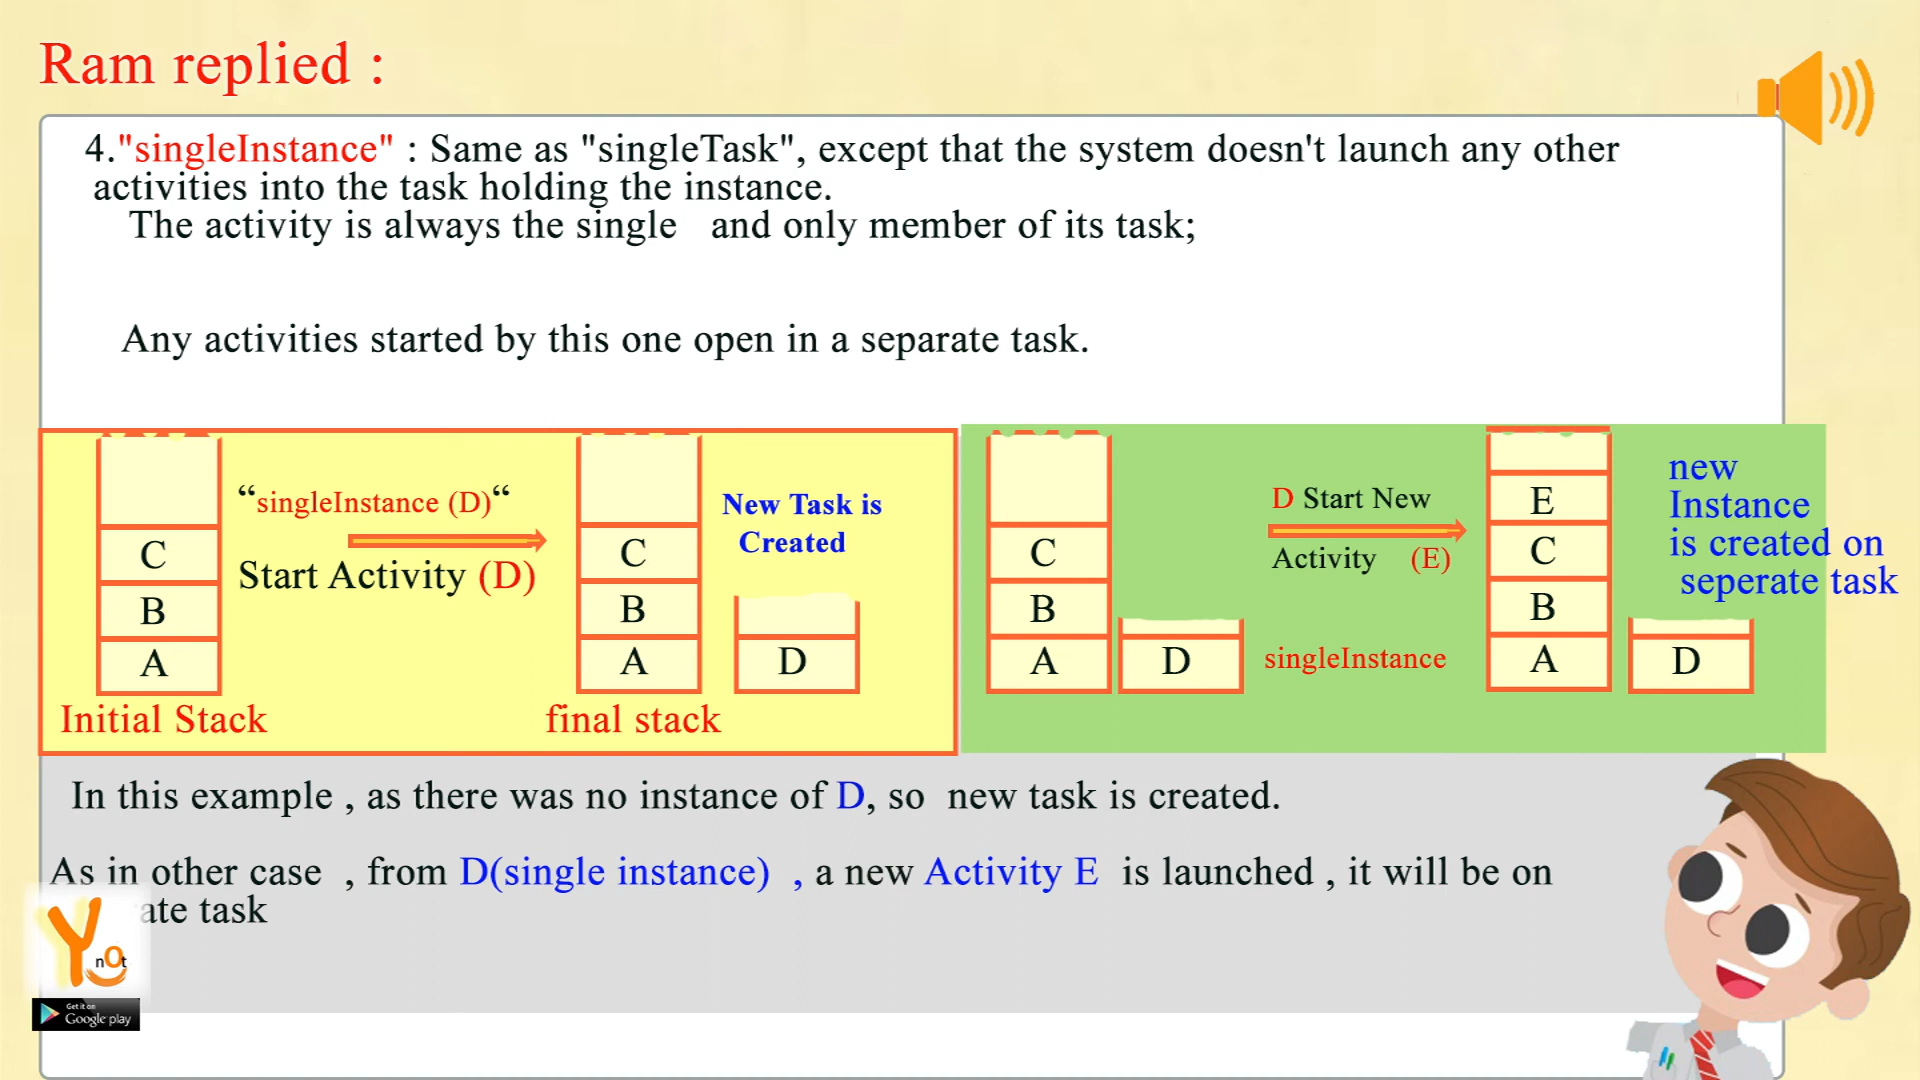 Ram replied :
4."singleInstance" : Same as "singleTask", except that the system doesn't launch any other
activities into the task holding the instance.
The activity is always the single and only member of its task;
Any activities started by this one open in a separate task.
“singleInstance (D)“
Start Activity (D)
C
B
A
Initial Stack
C
B
A
final stack
New Task is
Created
D
C
B
A
D
D Start New
Activity (E)
singleInstance
E
C
B
A
D
new
Instance
is created on
seperate task
In this example , as there was no instance of D, so new task is created.
As in other case , from D(single instance) , a new Activity E is launched , it will be on
ate task
Y
nOt
Get it on
Google play